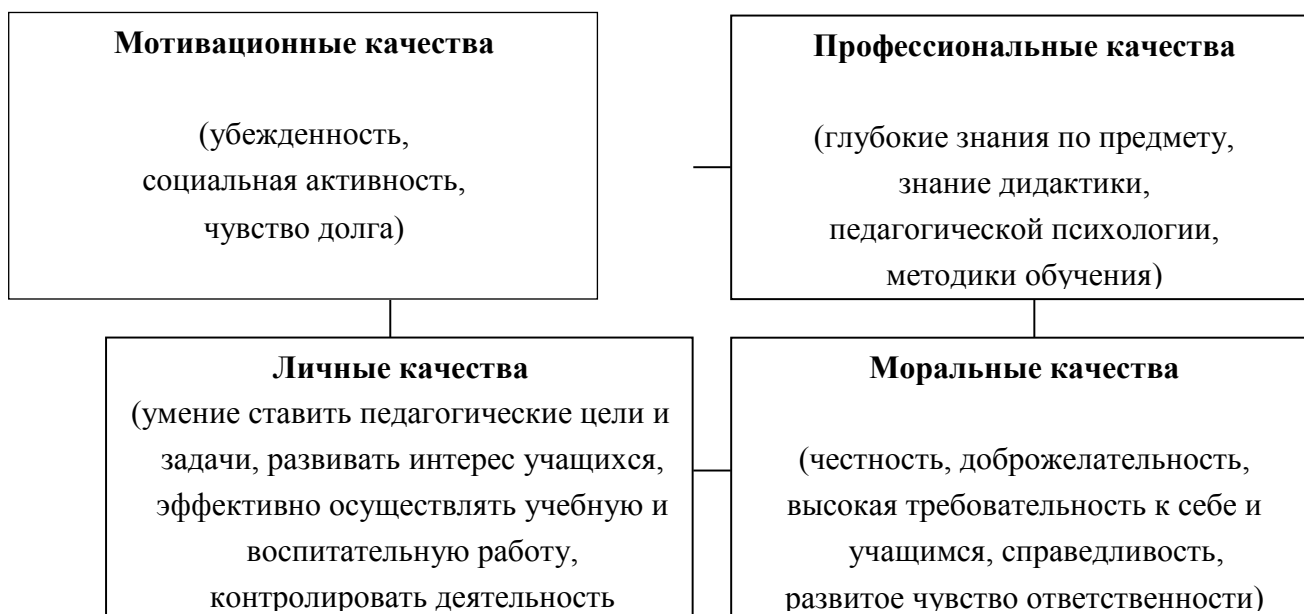 Мотивационные качества
(убежденность,
социальная активность,
чувство долга)
Профессиональные качества
(глубокие знания по предмету,
знание дидактики,
педагогической психологии,
методики обучения)
Личные качества
(умение ставить педагогические цели и
задачи, развивать интерес учащихся,
эффективно осуществлять учебную и
воспитательную работу,
контролировать деятельность
Моральные качества
(честность, доброжелательность,
высокая требовательность к себе и
учащимся, справедливость,
развитое чувство ответственности)